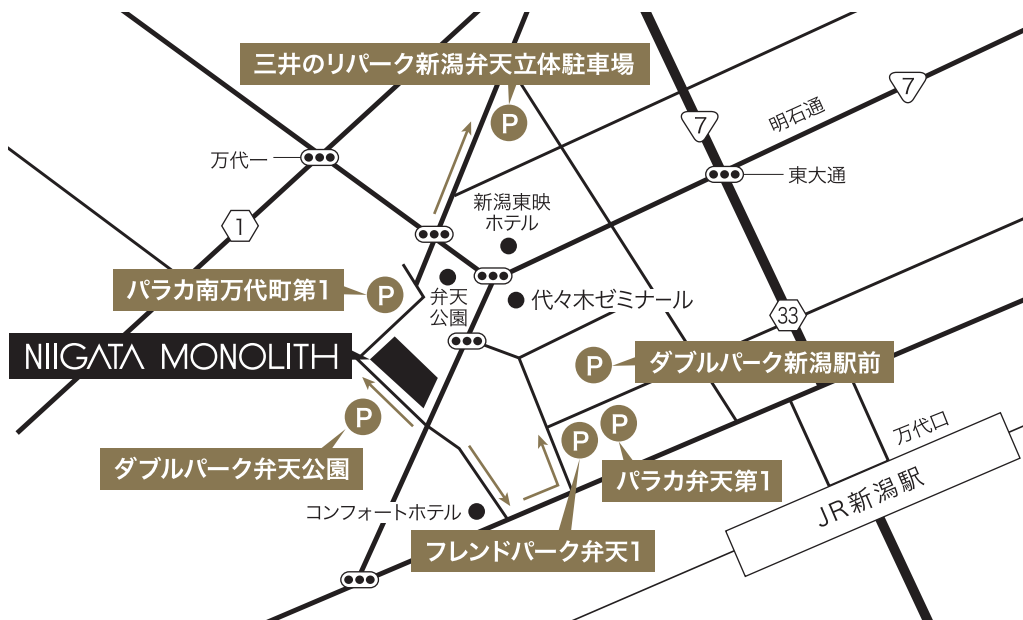 三井のリパーク新潟弁天立体駐車場
P
7
7
明石通
万代一
東大通
新潟東映
ホテル
1
パラカ南万代町第1
P
弁天
公園
代々木ゼミナール
33
NIIGATA MONOLITH
P
ダブルパーク新潟駅前
P
ダブルパーク弁天公園
P
P
パラカ弁天第1
万代口
JR新潟駅
コンフォートホテル
フレンドパーク弁天1